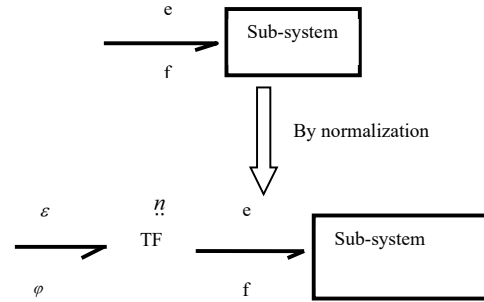 e
Sub-system
f
By normalization
n
..
e
ε
TF
Sub-system
φ
f